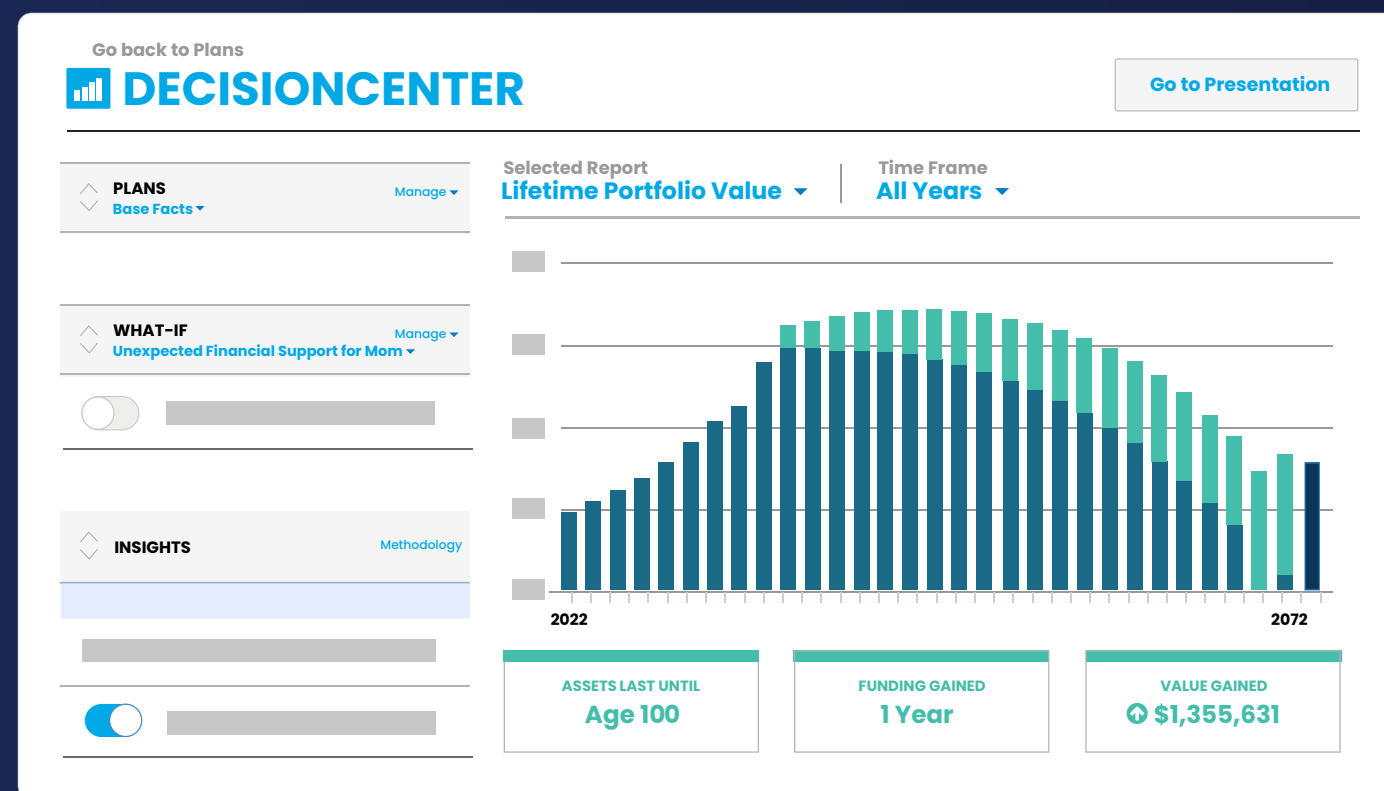 Go back to Plans
DECISIONCENTER
Go to Presentation
PLANS
Manage
Base Facts
WHAT-IF
Manage
Unexpected Financial Support for Mom
INSIGHTS
Methodology
Selected Report
Lifetime Portfolio Value
Time Frame
All Years
2022
2072
ASSETS LAST UNTIL
Age 100
FUNDING GAINED
1 Year
VALUE GAINED
$1,355,631